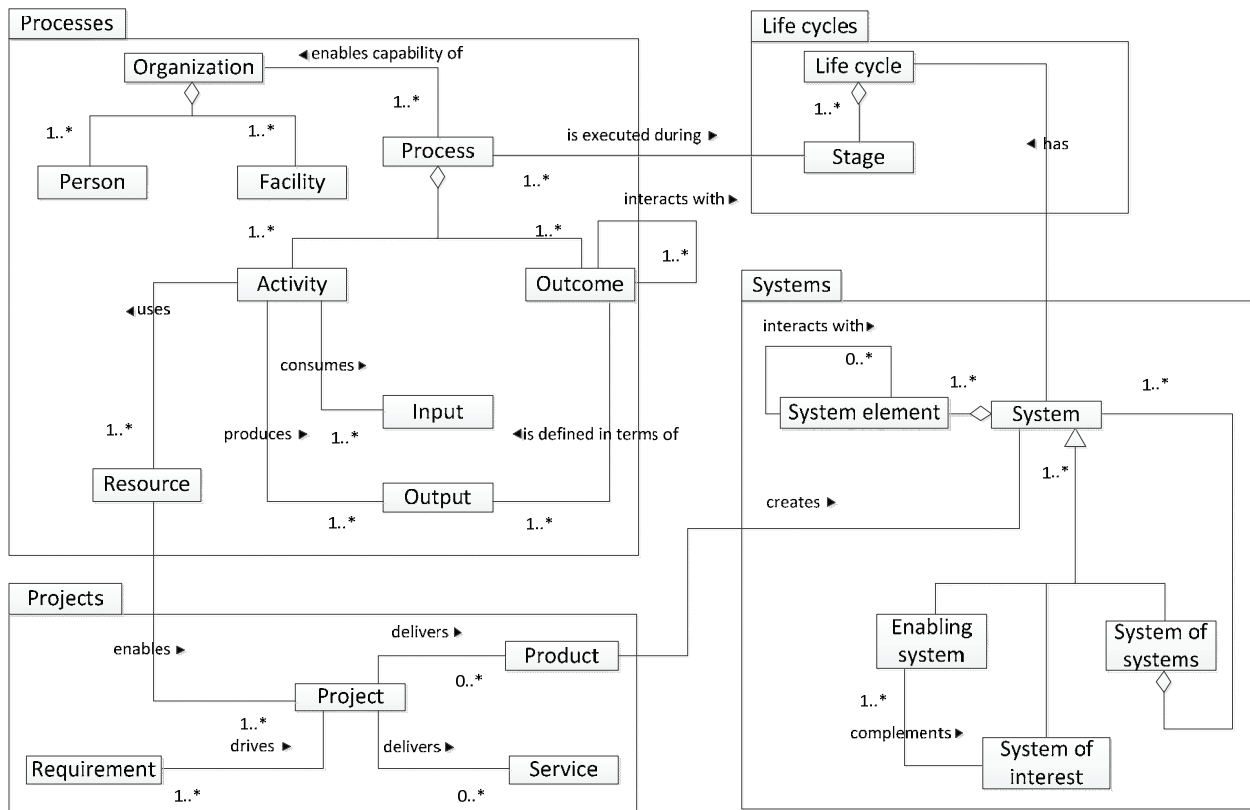 Processes
◄enables capability of
Organization
1..*
1..*
1..*
Process
Person
Facility
1..*
is executed during ►
interacts with ►
1..*
1..*
1..*
Activity
Outcome
◄uses
consumes ►
Input
produces ►
1..*
◄is defined in terms of
1..*
Resource
Output
1..*
1..*
Life cycles
Life cycle
1..*
Stage
◄ has
Systems
interacts with►
0..*
1..*
1..*
System element
System
1..*
creates ►
Enabling
system
System of
systems
1..*
complements ►
System of
interest
Projects
enables ►
delivers ►
Product
0..*
Project
1..*
drives ►
delivers ►
Requirement
Service
1..*
0..*